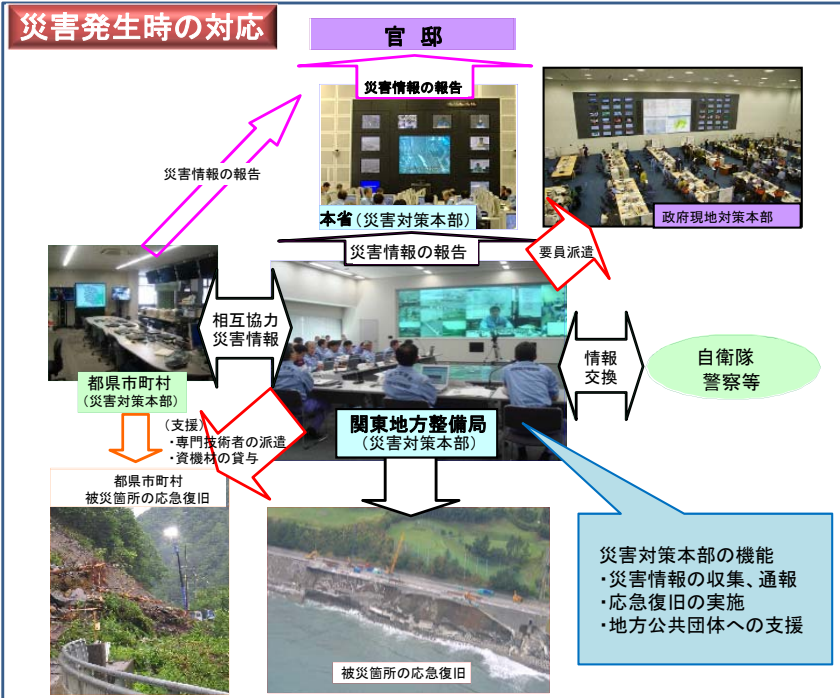 災害発生時の対応
官 邸
災害情報の報告
災害情報の報告
本省(災害対策本部)
政府現地対策本部
災害情報の報告
要員派遣
相互協力
災害情報
情報
交換
自衛隊
警察等
都県市町村
(災害対策本部)
関東地方整備局
(災害対策本部)
(支援)
・専門技術者の派遣
・資機材の貸与
都県市町村
被災箇所の応急復旧
被災箇所の応急復旧
災害対策本部の機能
・災害情報の収集、通報
・応急復旧の実施
・地方公共団体への支援